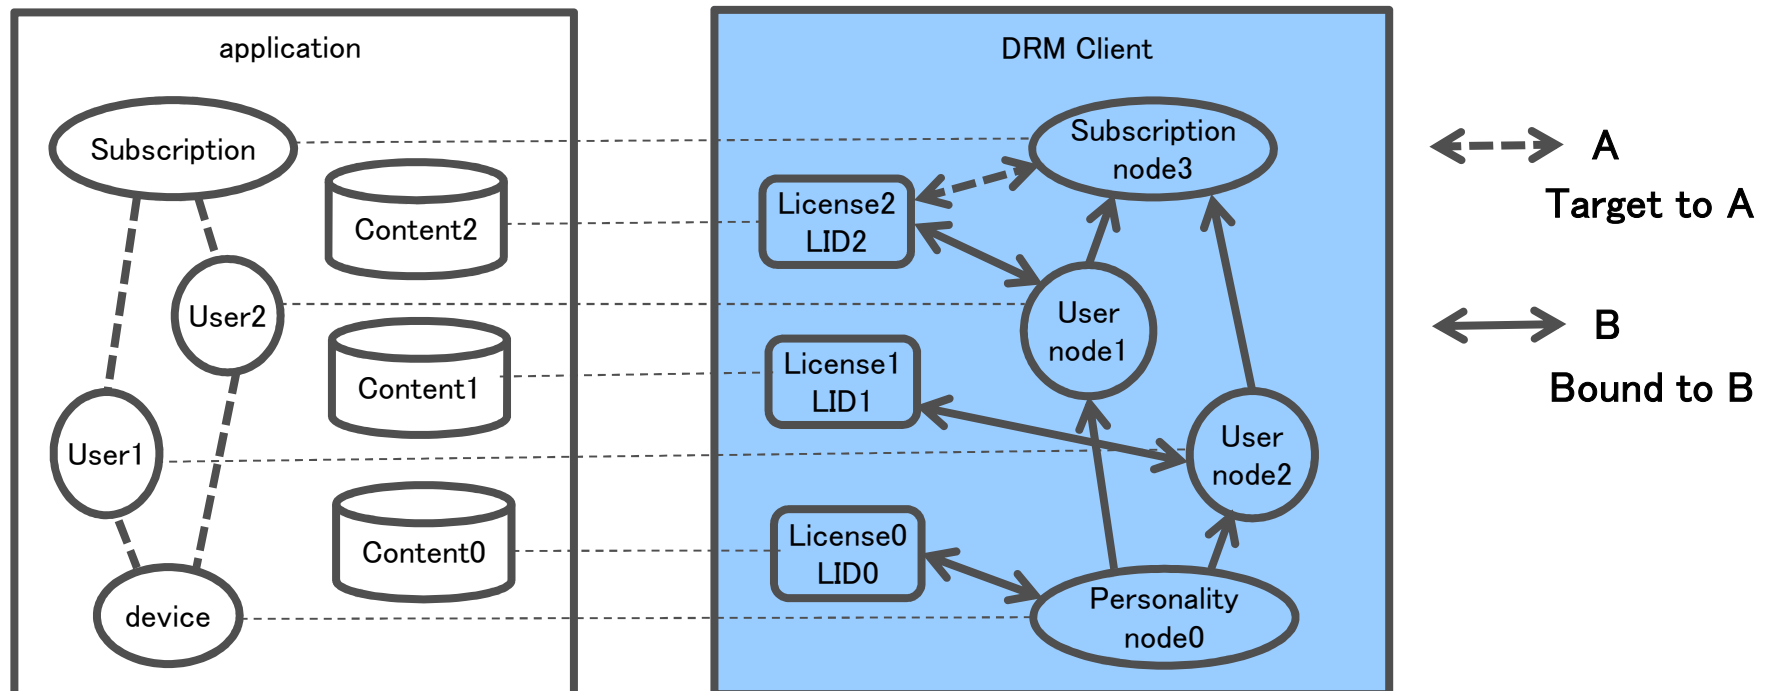 application
Subscription
Content2
User2
Content1
User1
Content0
device
DRM Client
Subscription
node3
License2
LID2
User
node1
License1
LID1
User
node2
License0
LID0
Personality
node0
A
Target to A
B
Bound to B